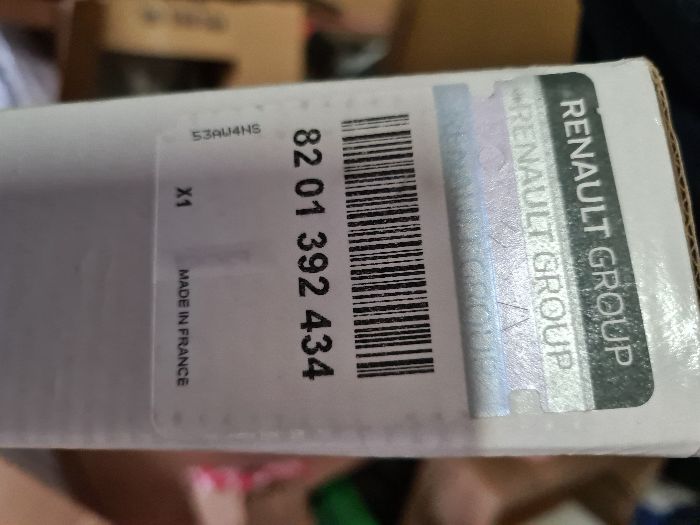 RENAULT GROUP
RENAULT GROUP
82 01 392 434
53AW4NS
X1
MADE IN FRANCE